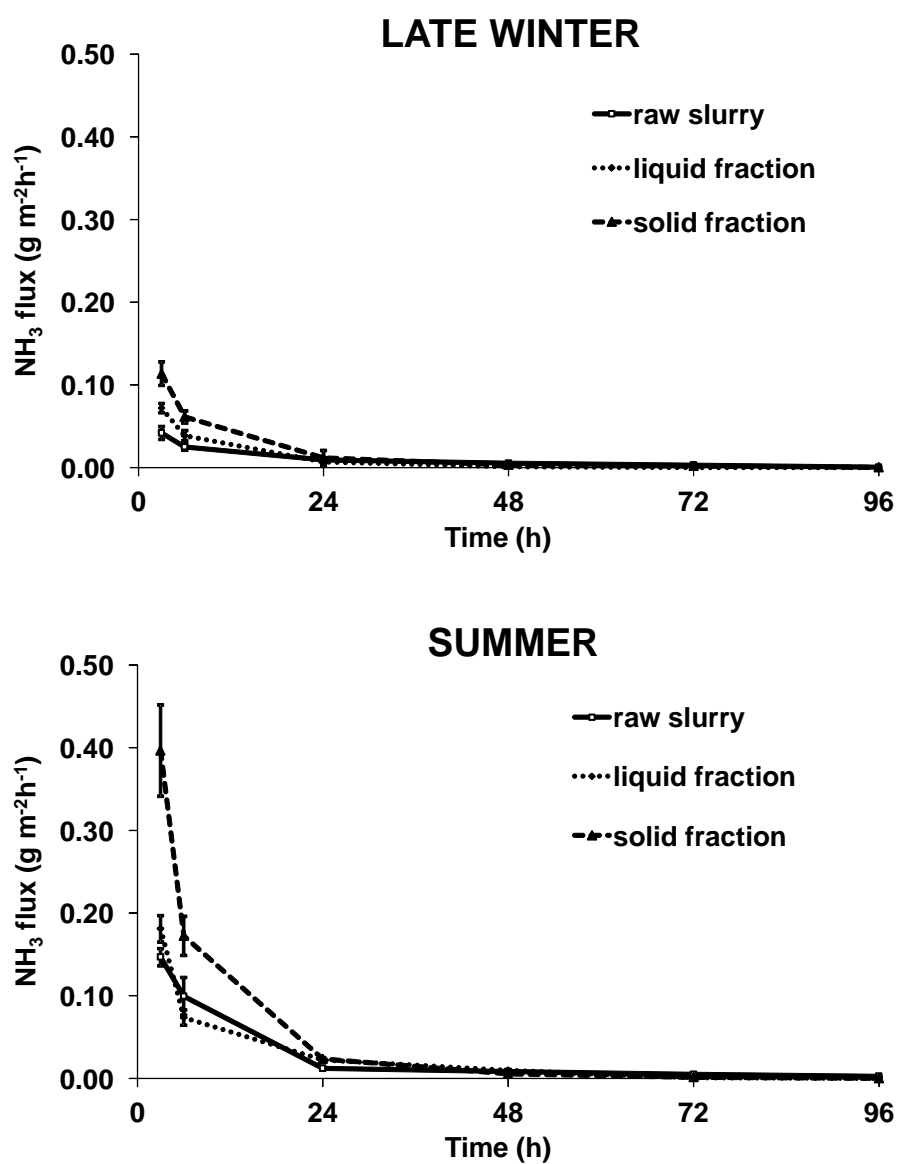 LATE WINTER
0.50
0.40
0.30
0.20
0.10
0.00
NH₃ flux (g m⁻²h⁻¹)
raw slurry
liquid fraction
solid fraction
0 24 48 72 96
Time (h)
SUMMER
0.50
0.40
0.30
0.20
0.10
0.00
NH₃ flux (g m⁻²h⁻¹)
raw slurry
liquid fraction
solid fraction
0 24 48 72 96
Time (h)